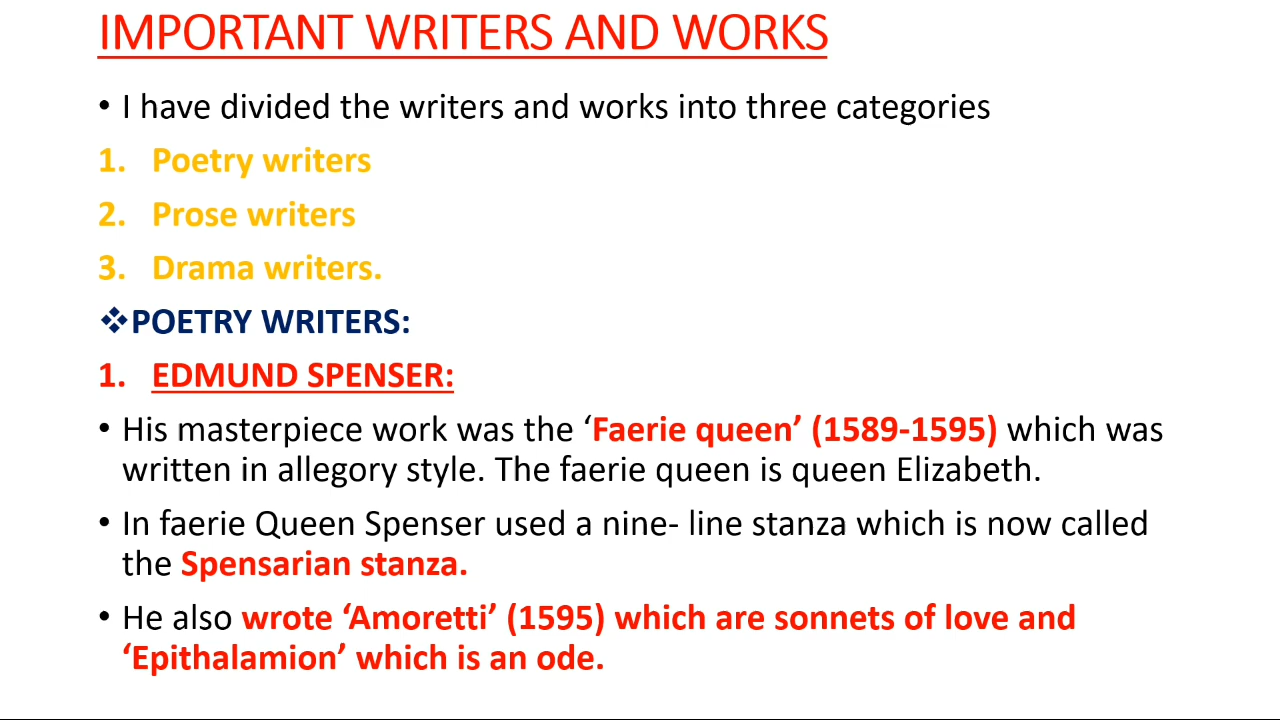 IMPORTANT WRITERS AND WORKS
• I have divided the writers and works into three categories
1. Poetry writers
2. Prose writers
3. Drama writers.
❖POETRY WRITERS:
1. EDMUND SPENSER:
• His masterpiece work was the ‘Faerie queen’ (1589-1595) which was
written in allegory style. The faerie queen is queen Elizabeth.
• In faerie Queen Spenser used a nine- line stanza which is now called
the Spensarian stanza.
• He also wrote ‘Amoretti’ (1595) which are sonnets of love and
‘Epithalamion’ which is an ode.